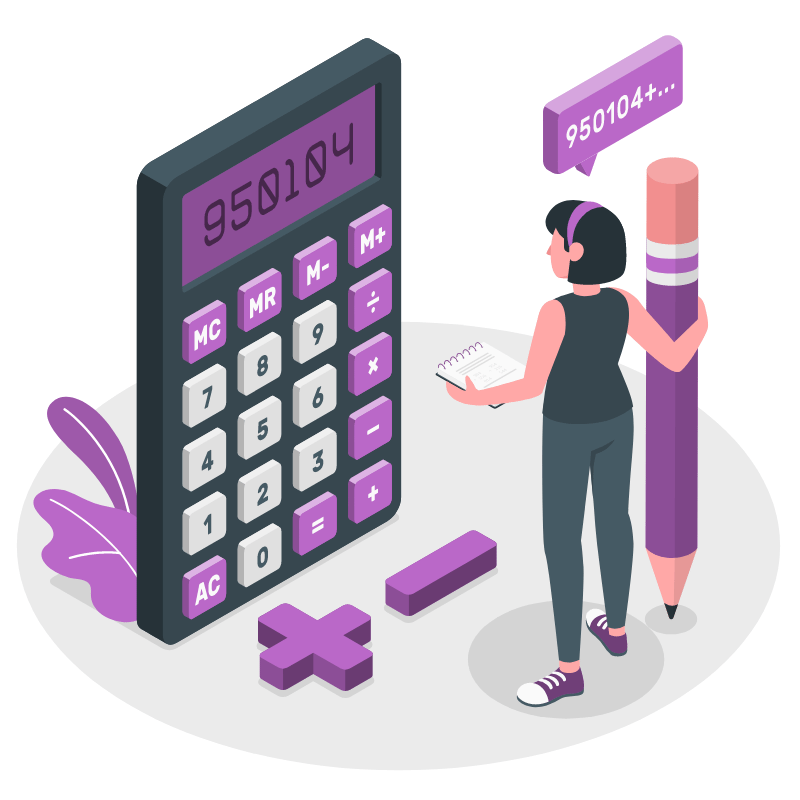 950104+...
950104
MC MR M- M+
7 8 9 ÷
4 5 6 ×
1 2 3 -
AC 0 = +